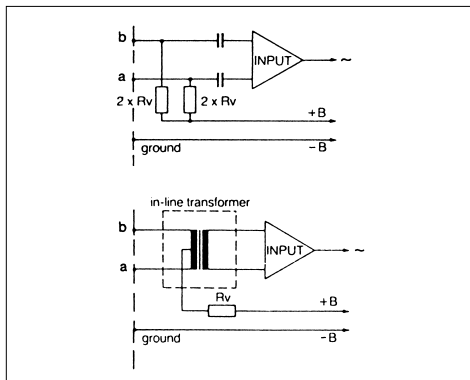 b
INPUT
~
a
2 x Rv
2 x Rv
+B
ground
−B
in-line transformer
b
INPUT
~
a
Rv
+B
ground
−B